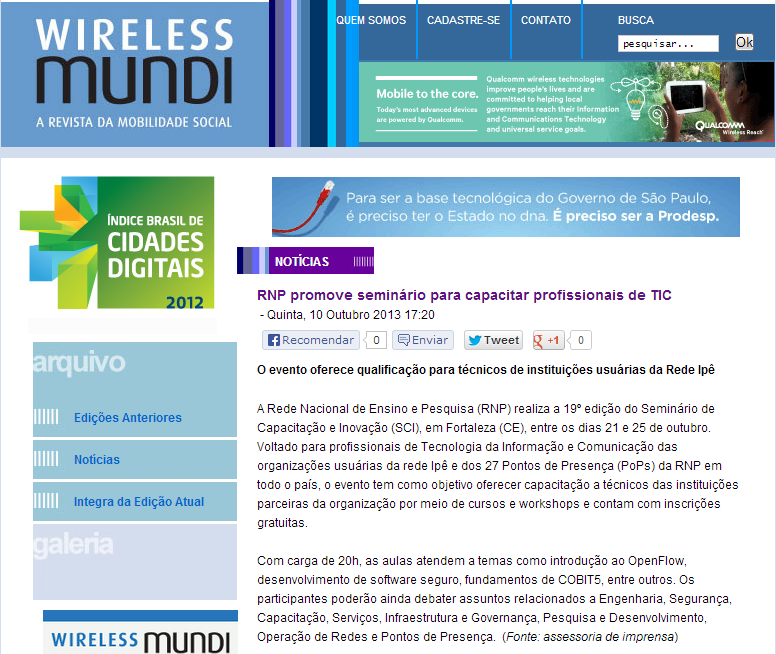 WIRELESS
MUNDI
A REVISTA DA MOBILIDADE SOCIAL
QUEM SOMOS
CADASTRE-SE
CONTATO
BUSCA
pesquisar...
Ok
Mobile to the core.
Today's most advanced devices
are powered by Qualcomm.
Qualcomm wireless technologies
improve people's lives and are
committed to helping local
governments reach their Information
and Communications Technology
and universal service goals.
QUALCOMM
Wireless Reach
ÍNDICE BRASIL DE
CIDADES
DIGITAIS
2012
Para ser a base tecnológica do Governo de São Paulo,
é preciso ter o Estado no dna. É preciso ser a Prodesp.
NOTÍCIAS
RNP promove seminário para capacitar profissionais de TIC
- Quinta, 10 Outubro 2013 17:20
Recomendar 0 Enviar Tweet +1 0
O evento oferece qualificação para técnicos de instituições usuárias da Rede Ipê
A Rede Nacional de Ensino e Pesquisa (RNP) realiza a 19ª edição do Seminário de
Capacitação e Inovação (SCI), em Fortaleza (CE), entre os dias 21 e 25 de outubro.
Voltado para profissionais de Tecnologia da Informação e Comunicação das
organizações usuárias da rede Ipê e dos 27 Pontos de Presença (PoPs) da RNP em
todo o país, o evento tem como objetivo oferecer capacitação a técnicos das instituições
parceiras da organização por meio de cursos e workshops e contam com inscrições
gratuitas.
Com carga de 20h, as aulas atendem a temas como introdução ao OpenFlow,
desenvolvimento de software seguro, fundamentos de COBIT5, entre outros. Os
participantes poderão ainda debater assuntos relacionados a Engenharia, Segurança,
Capacitação, Serviços, Infraestrutura e Governança, Pesquisa e Desenvolvimento,
Operação de Redes e Pontos de Presença. (Fonte: assessoria de imprensa)
arquivo
Edições Anteriores
Notícias
Integra da Edição Atual
galeria
WIRELESS MUNDI